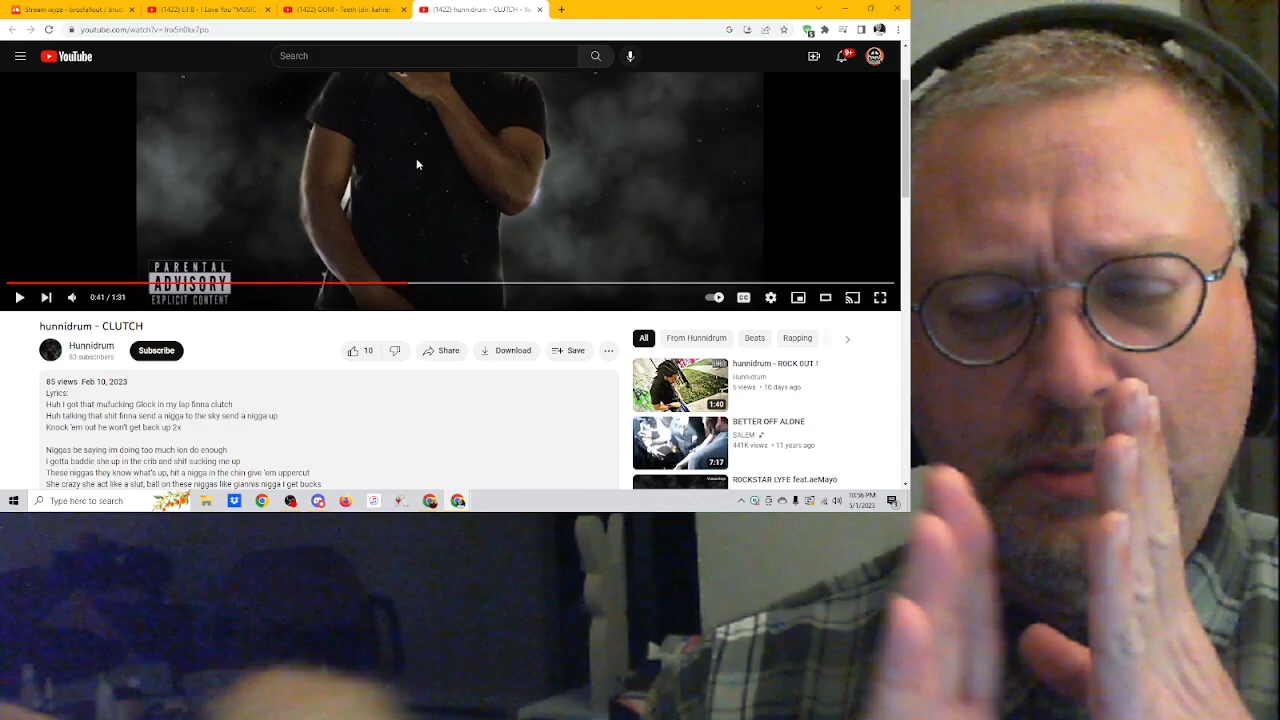 Stream rayze - brosfallout / brux
(1422) Lil B - I Love You *MUSIC
(1422) GOM - Teeth (dir. kahre)
(1422) hunnidrum - CLUTCH - Yo
youtube.com/watch?v=
YouTube
Search
9+
PARENTAL
ADVISORY
EXPLICIT CONTENT
0:41 / 1:31
CC
hunnidrum - CLUTCH
Hunnidrum
83 subscribers
Subscribe
10
Share
Download
Save
All
From Hunnidrum
Beats
Rapping
85 views Feb 10, 2023
Lyrics:
Huh I got that mufucking Glock in my lap finna clutch
Huh talking that shit finna send a nigga to the sky send a nigga up
Knock 'em out he won't get back up 2x
Niggas be saying im doing too much Ion do enough
i gotta baddie she up in the crib and shit sucking me up
These niggas they know what's up, hit a nigga in the chin give 'em uppercut
She crazy she act like a slut, ball on these niggas like giannis nigga I get bucks
hunnidrum - ROCK OUT !
Hunnidrum
6 views • 10 days ago
1:40
BETTER OFF ALONE
SALEM
441K views • 11 years ago
7:17
ROCKSTAR LYFE feat.aeMayo
Type here to search
10:56 PM
5/1/2023